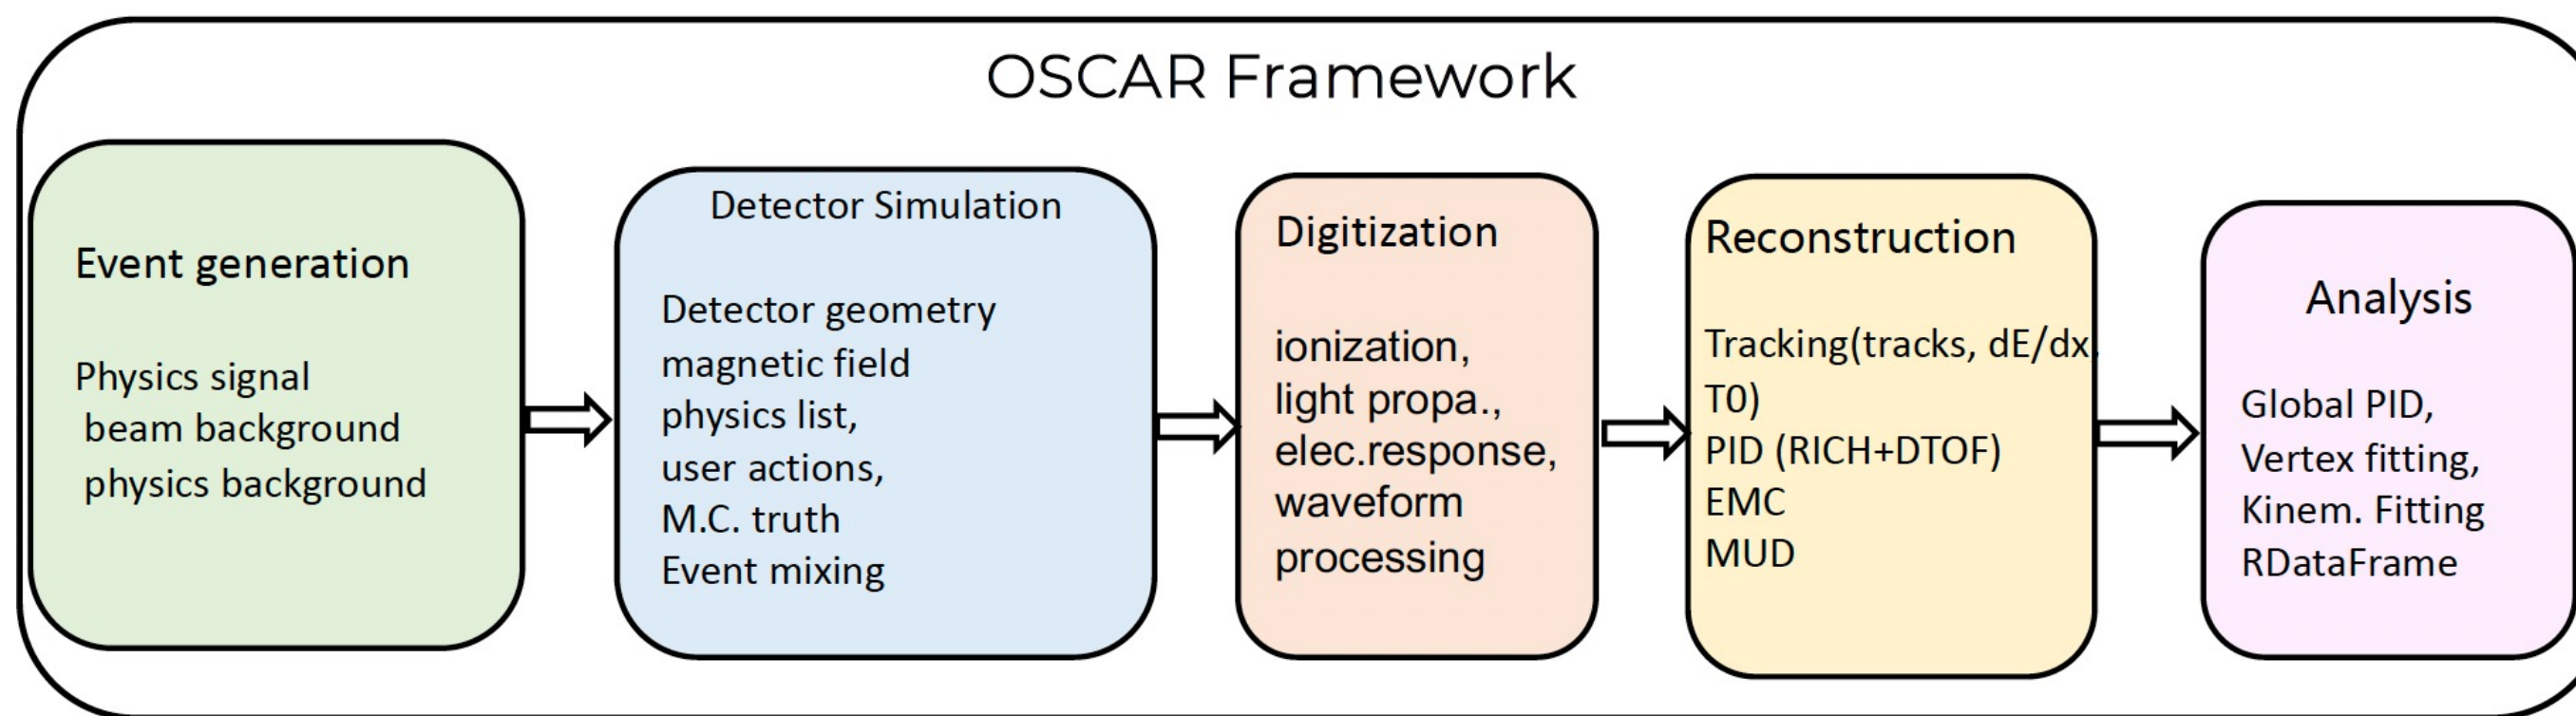 OSCAR Framework
Event generation
Physics signal
beam background
physics background
Detector Simulation
Detector geometry
magnetic field
physics list,
user actions,
M.C. truth
Event mixing
Digitization
ionization,
light propa.,
elec.response,
waveform
processing
Reconstruction
Tracking(tracks, dE/dx,
T0)
PID (RICH+DTOF)
EMC
MUD
Analysis
Global PID,
Vertex fitting,
Kinem. Fitting
RDataFrame